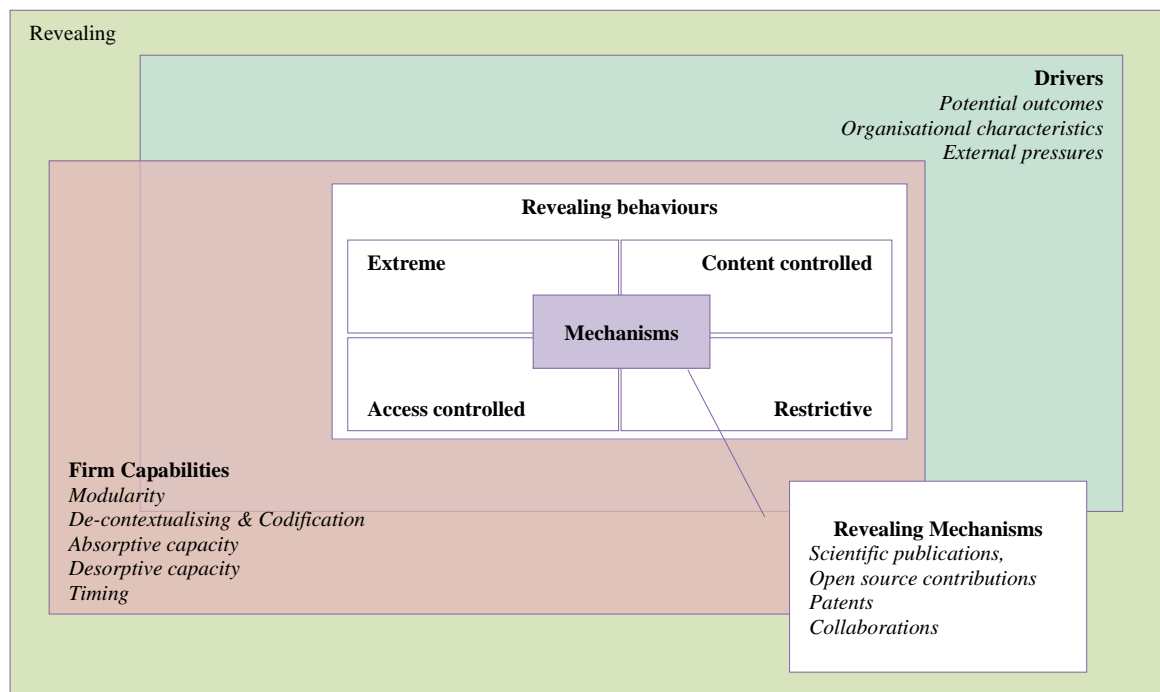 Revealing
Drivers
Potential outcomes
Organisational characteristics
External pressures
Revealing behaviours
Extreme
Content controlled
Mechanisms
Access controlled
Restrictive
Firm Capabilities
Modularity
De-contextualising & Codification
Absorptive capacity
Desorptive capacity
Timing
Revealing Mechanisms
Scientific publications,
Open source contributions
Patents
Collaborations